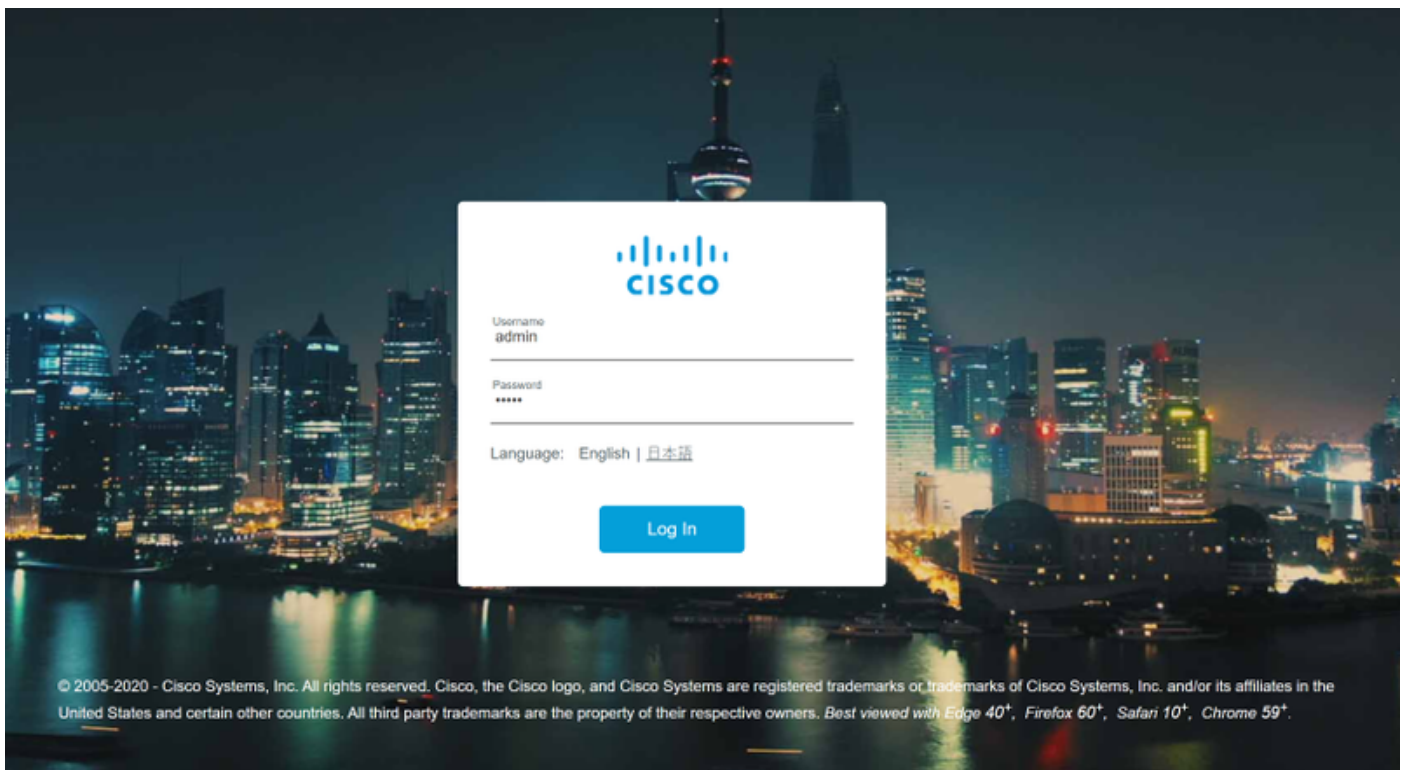 CISCO
Username
admin
Password
•••••
Language: English | 日本語
Log In
© 2005-2020 - Cisco Systems, Inc. All rights reserved. Cisco, the Cisco logo, and Cisco Systems are registered trademarks or trademarks of Cisco Systems, Inc. and/or its affiliates in the
United States and certain other countries. All third party trademarks are the property of their respective owners. Best viewed with Edge 40⁺, Firefox 60⁺, Safari 10⁺, Chrome 59⁺.